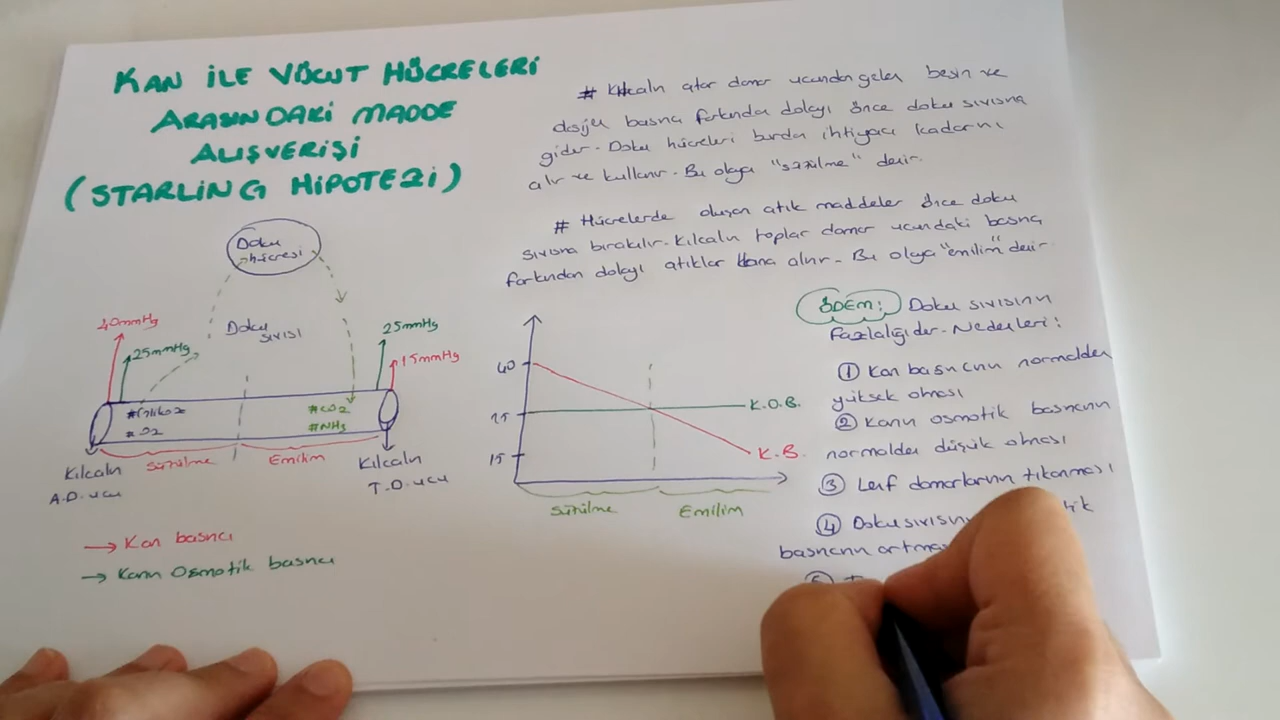 KAN İLE VÜCUT HÜCRELERİ
ARASINDAKİ MADDE
ALIŞVERİŞİ
(STARLING HİPOTEZİ)
Doku
hücresi
Doku
sıvısı
40mmHg
25mmHg
25mmHg
15mmHg
#Glikoz
#O2
#CO2
#NH3
Süzülme
Emilim
Kılcalın
A.D. ucu
Kılcalın
T.D. ucu
→ Kan basıncı
→ Kanın Osmotik basıncı
# Kılcalın atar damar ucundan gelen besin ve
basınç farkından dolayı önce doku sıvısına
gider. Doku hücreleri burdan ihtiyacı kadarını
alır ve kullanır. Bu olaya "süzülme" denir.
# Hücrelerde oluşan atık maddeler önce doku
sıvısına bırakılır. Kılcalın toplar damar ucundaki basınç
farkından dolayı atıklar kana alınır. Bu olaya "emilim" denir.
40
25
15
K.O.B.
K.B.
Süzülme
Emilim
ÖDEM: Doku sıvısının
fazlalığıdır. Nedenleri:
① Kan basıncının normalden
yüksek olması
② Kanın osmotik basıncının
normalden düşük olması
③ Lenf damarlarının tıkanması
④ Doku sıvısının
basıncının
⑤